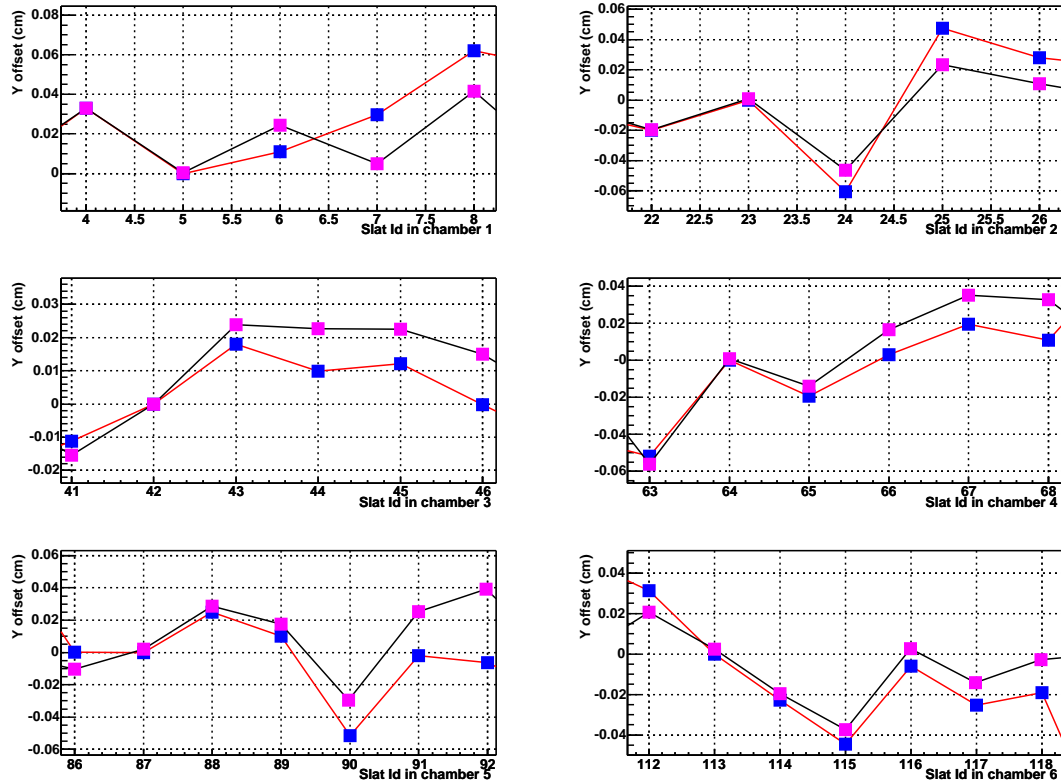 Y offset (cm)
0.08
0.06
0.04
0.02
0
4 4.5 5 5.5 6 6.5 7 7.5 8
Slat Id in chamber 1
Y offset (cm)
0.06
0.04
0.02
0
-0.02
-0.04
-0.06
22 22.5 23 23.5 24 24.5 25 25.5 26
Slat Id in chamber 2
Y offset (cm)
0.03
0.02
0.01
0
-0.01
-0.02
41 42 43 44 45 46
Slat Id in chamber 3
Y offset (cm)
0.04
0.02
-0
-0.02
-0.04
-0.06
63 64 65 66 67 68
Slat Id in chamber 4
Y offset (cm)
0.06
0.04
0.02
0
-0.02
-0.04
-0.06
86 87 88 89 90 91 92
Slat Id in chamber 5
Y offset (cm)
0.04
0.02
0
-0.02
-0.04
112 113 114 115 116 117 118
Slat Id in chamber 6